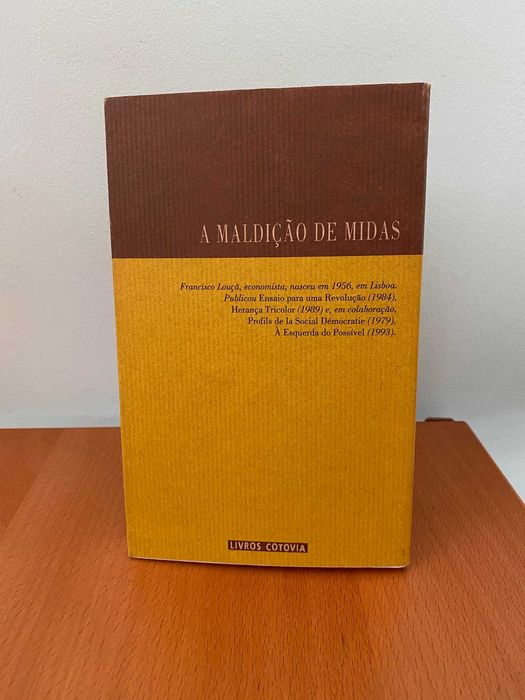 A MALDIÇÃO DE MIDAS
Francisco Louçã, economista, nasceu em 1956, em Lisboa.
Publicou Ensaio para uma Revolução (1984),
Herança Tricolor (1989) e, em colaboração,
Profils de la Social Démocratie (1979),
À Esquerda do Possível (1993).
LIVROS COTOVIA